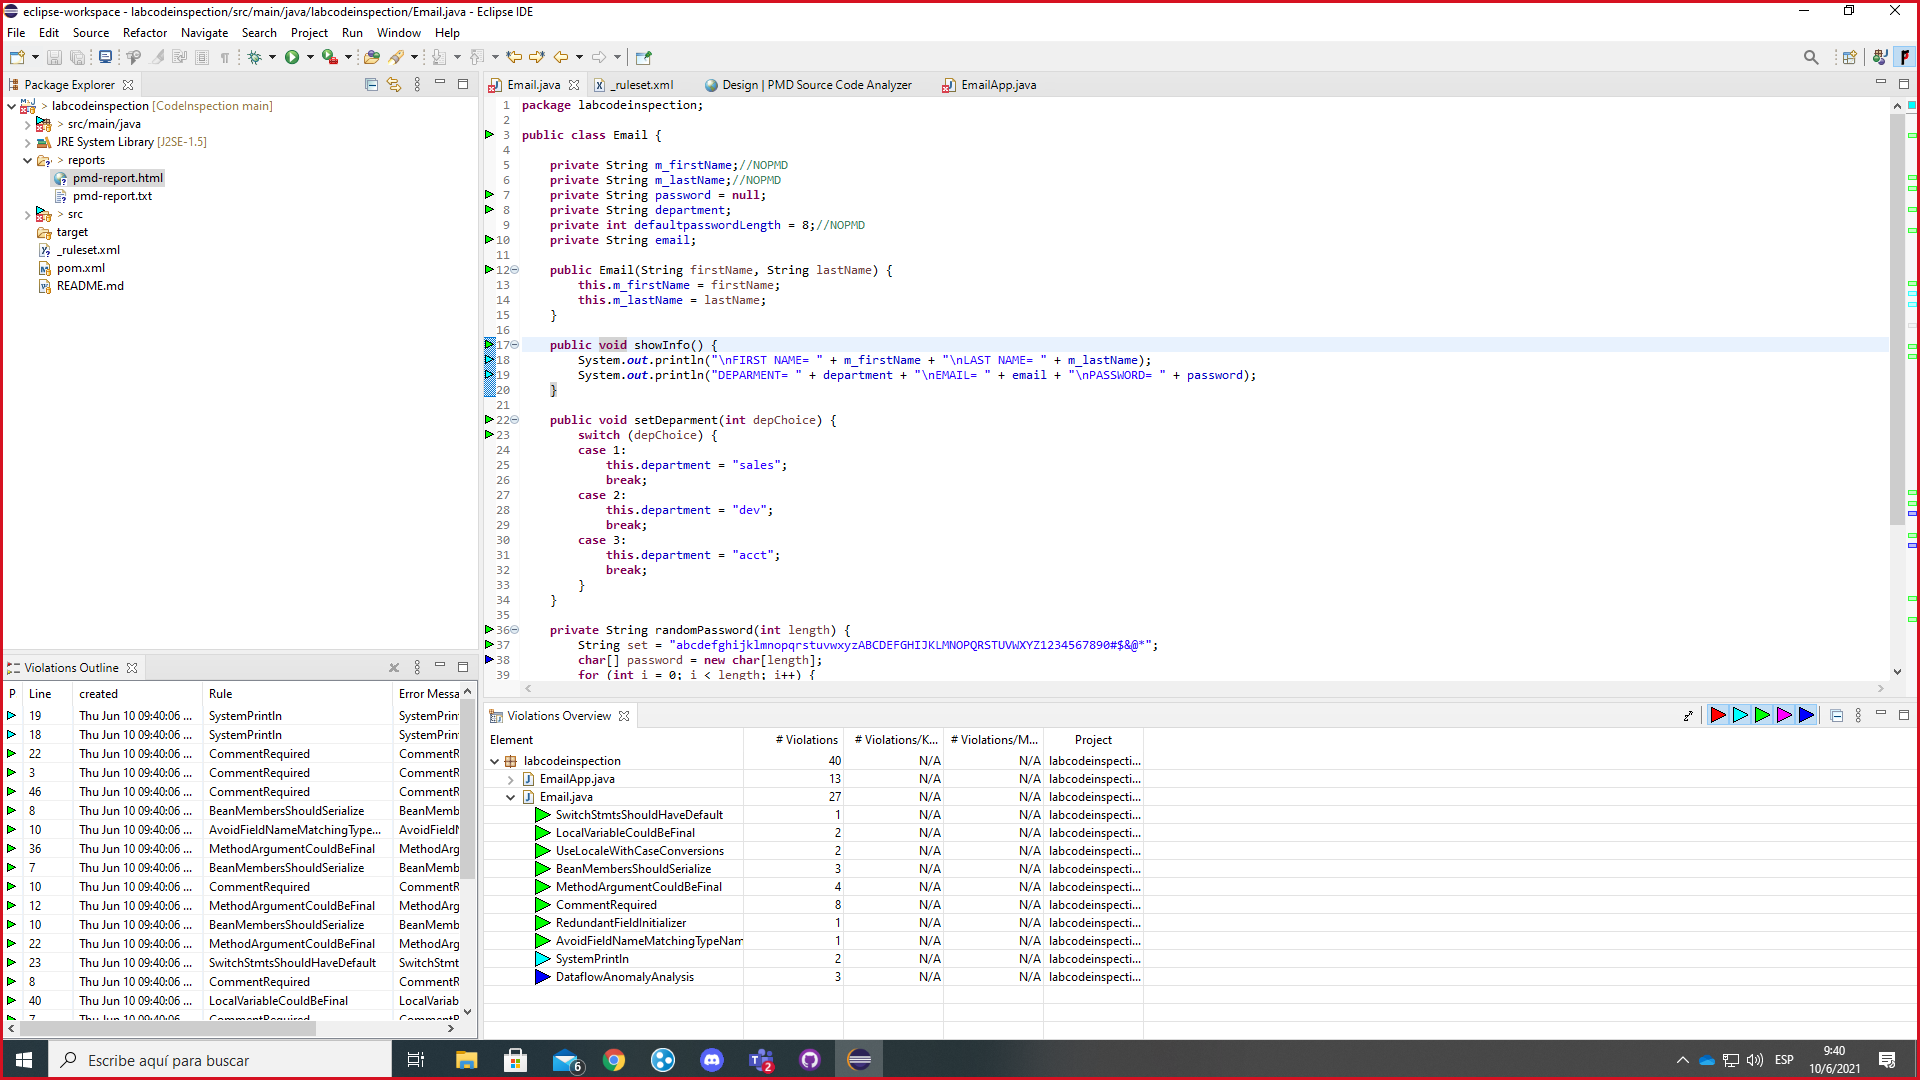 eclipse-workspace - labcodeinspection/src/main/java/labcodeinspection/Email.java - Eclipse IDE
File Edit Source Refactor Navigate Search Project Run Window Help
Package Explorer
> labcodeinspection [CodeInspection main]
> src/main/java
JRE System Library [J2SE-1.5]
> reports
pmd-report.html
pmd-report.txt
> src
target
_ruleset.xml
pom.xml
README.md
Email.java _ruleset.xml Design | PMD Source Code Analyzer EmailApp.java
1 package labcodeinspection;
2
3 public class Email {
4
5 private String m_firstName;//NOPMD
6 private String m_lastName;//NOPMD
7 private String password = null;
8 private String department;
9 private int defaultpasswordLength = 8;//NOPMD
10 private String email;
11
12 public Email(String firstName, String lastName) {
13 this.m_firstName = firstName;
14 this.m_lastName = lastName;
15 }
16
17 public void showInfo() {
18 System.out.println("\nFIRST NAME= " + m_firstName + "\nLAST NAME= " + m_lastName);
19 System.out.println("DEPARMENT= " + department + "\nEMAIL= " + email + "\nPASSWORD= " + password);
20 }
21
22 public void setDeparment(int depChoice) {
23 switch (depChoice) {
24 case 1:
25 this.department = "sales";
26 break;
27 case 2:
28 this.department = "dev";
29 break;
30 case 3:
31 this.department = "acct";
32 break;
33 }
34 }
35
36 private String randomPassword(int length) {
37 String set = "abcdefghijklmnopqrstuvwxyzABCDEFGHIJKLMNOPQRSTUVWXYZ1234567890#$&@*";
38 char[] password = new char[length];
39 for (int i = 0; i < length; i++) {
Violations Outline
P Line created Rule Error Messa
19 Thu Jun 10 09:40:06 ... SystemPrintln SystemPrin
18 Thu Jun 10 09:40:06 ... SystemPrintln SystemPrin
22 Thu Jun 10 09:40:06 ... CommentRequired CommentR
3 Thu Jun 10 09:40:06 ... CommentRequired CommentR
46 Thu Jun 10 09:40:06 ... CommentRequired CommentR
8 Thu Jun 10 09:40:06 ... BeanMembersShouldSerialize BeanMemb
10 Thu Jun 10 09:40:06 ... AvoidFieldNameMatchingType... AvoidFieldN
36 Thu Jun 10 09:40:06 ... MethodArgumentCouldBeFinal MethodArg
7 Thu Jun 10 09:40:06 ... BeanMembersShouldSerialize BeanMemb
10 Thu Jun 10 09:40:06 ... CommentRequired CommentR
12 Thu Jun 10 09:40:06 ... MethodArgumentCouldBeFinal MethodArg
10 Thu Jun 10 09:40:06 ... BeanMembersShouldSerialize BeanMemb
22 Thu Jun 10 09:40:06 ... MethodArgumentCouldBeFinal MethodArg
23 Thu Jun 10 09:40:06 ... SwitchStmtsShouldHaveDefault SwitchStmt
8 Thu Jun 10 09:40:06 ... CommentRequired CommentR
40 Thu Jun 10 09:40:06 ... LocalVariableCouldBeFinal LocalVariab
7 Thu Jun 10 09:40:06 CommentRequired CommentR
Violations Overview
Element # Violations # Violations/K... # Violations/M... Project
labcodeinspection 40 N/A N/A labcodeinspecti...
EmailApp.java 13 N/A N/A labcodeinspecti...
Email.java 27 N/A N/A labcodeinspecti...
SwitchStmtsShouldHaveDefault 1 N/A N/A labcodeinspecti...
LocalVariableCouldBeFinal 2 N/A N/A labcodeinspecti...
UseLocaleWithCaseConversions 2 N/A N/A labcodeinspecti...
BeanMembersShouldSerialize 3 N/A N/A labcodeinspecti...
MethodArgumentCouldBeFinal 4 N/A N/A labcodeinspecti...
CommentRequired 8 N/A N/A labcodeinspecti...
RedundantFieldInitializer 1 N/A N/A labcodeinspecti...
AvoidFieldNameMatchingTypeNam 1 N/A N/A labcodeinspecti...
SystemPrintln 2 N/A N/A labcodeinspecti...
DataflowAnomalyAnalysis 3 N/A N/A labcodeinspecti...
Escribe aquí para buscar
6
2
ESP
9:40
10/6/2021